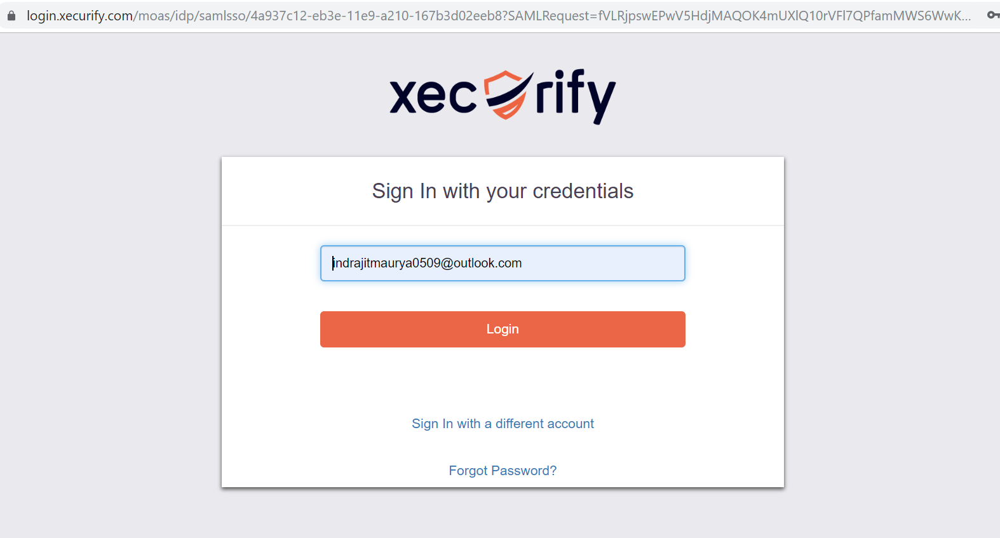 login.xecurify.com/moas/idp/samlsso/4a937c12-eb3e-11e9-a210-167b3d02eeb8?SAMLRequest=fVLRjpswEPwV5HdjMAQOK4mUXlQ10rVFl7QPfamMWS6WwK...
xecurify
Sign In with your credentials
indrajitmaurya0509@outlook.com
Login
Sign In with a different account
Forgot Password?